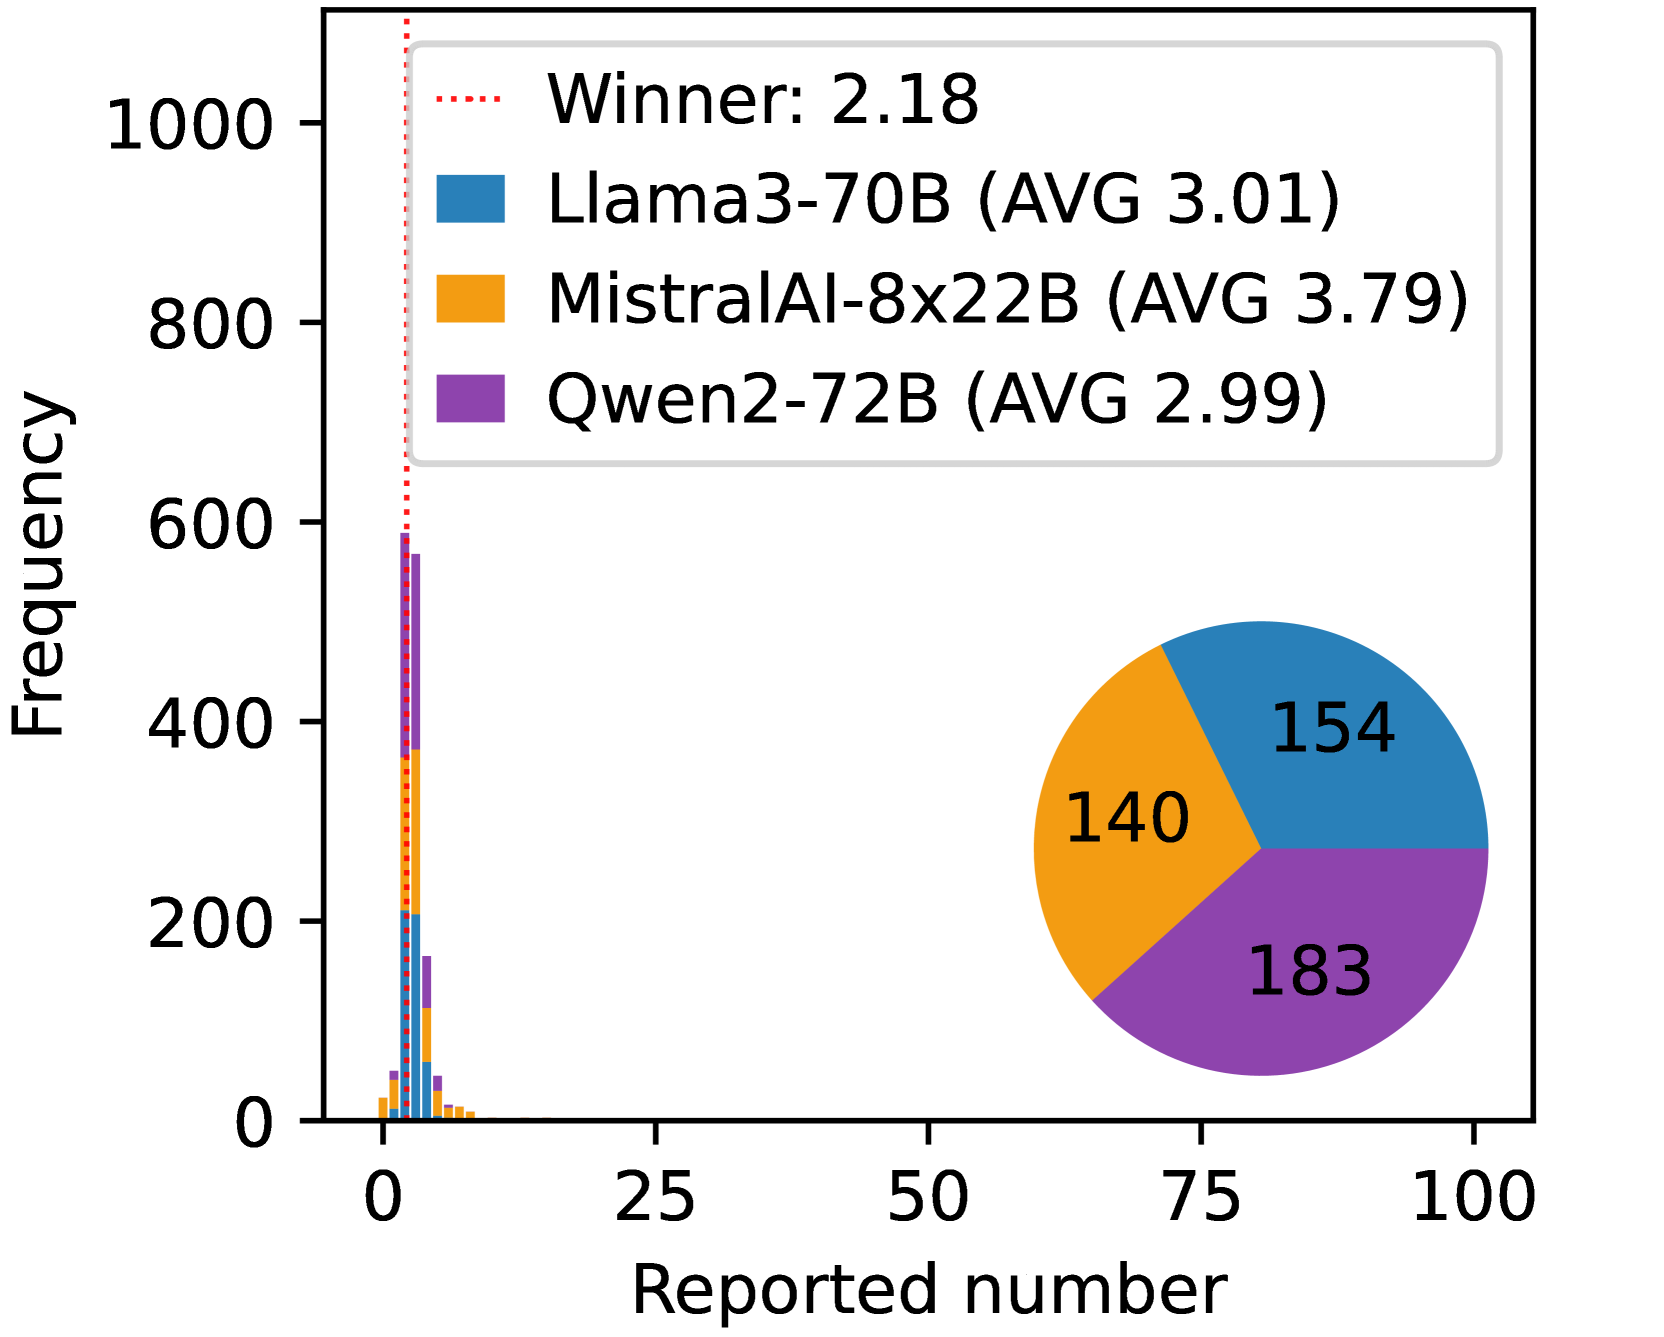 Winner: 2.18
Llama3-70B (AVG 3.01)
MistralAI-8x22B (AVG 3.79)
Qwen2-72B (AVG 2.99)
1000
800
600
400
200
0
Frequency
154
140
183
0 25 50 75 100
Reported number